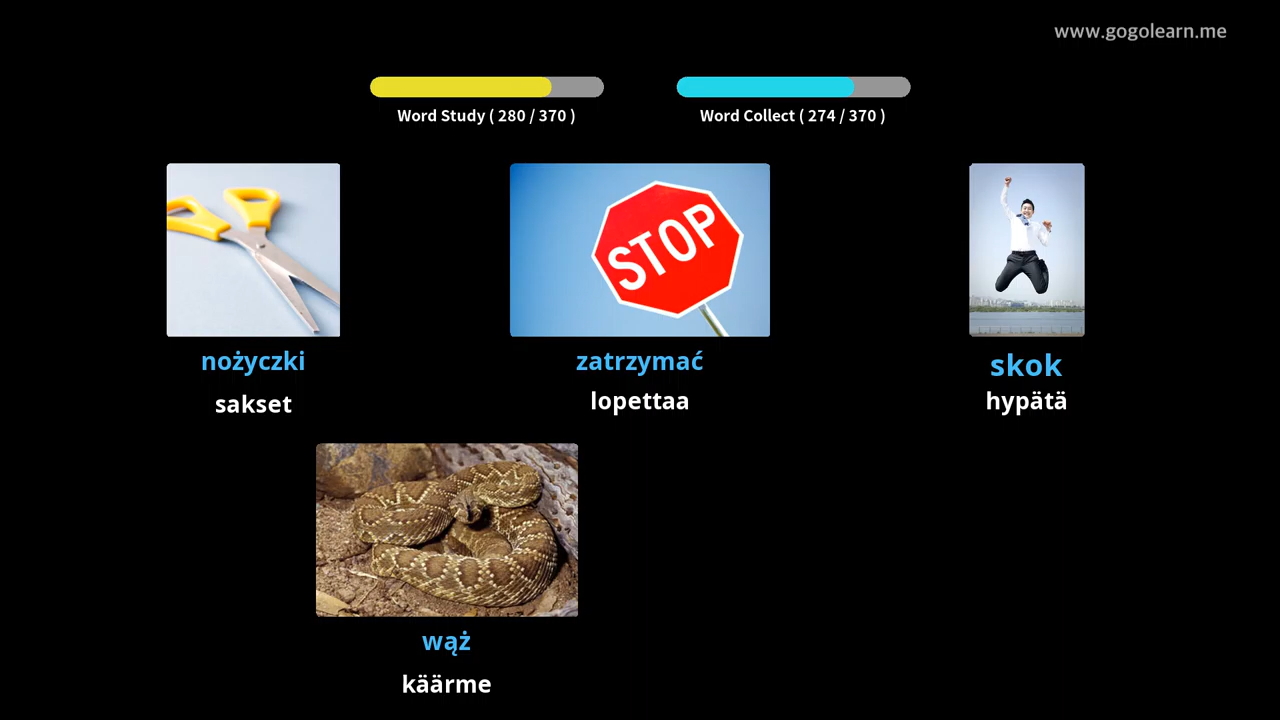 www.gogolearn.me
Word Study ( 280 / 370 )
Word Collect ( 274 / 370 )
STOP
nożyczki
sakset
zatrzymać
lopettaa
skok
hypätä
wąż
käärme